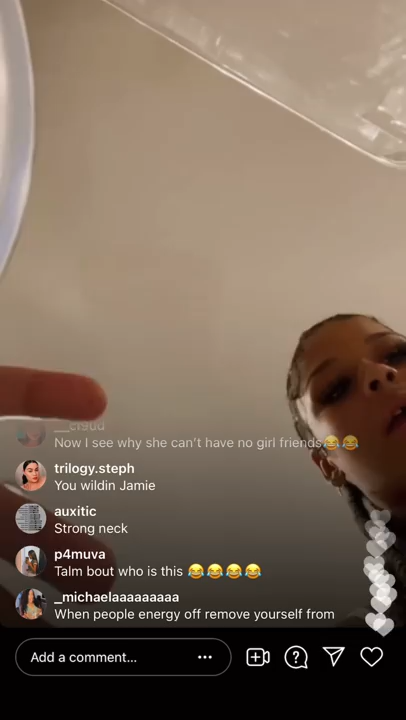 Now I see why she can't have no girl friends😂😂
trilogy.steph
You wildin Jamie
auxitic
Strong neck
p4muva
Talm bout who is this 😂😂😂😂
_michaelaaaaaaaaa
When people energy off remove yourself from
Add a comment...